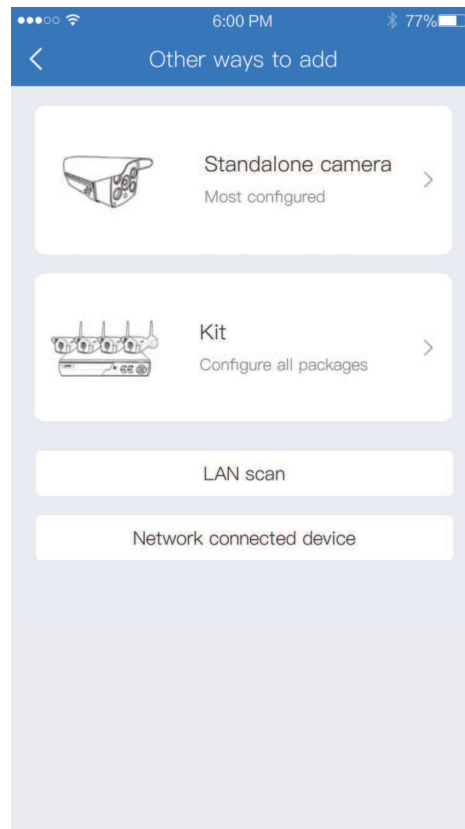 6:00 PM 77%
Other ways to add
Standalone camera
Most configured
Kit
Configure all packages
LAN scan
Network connected device